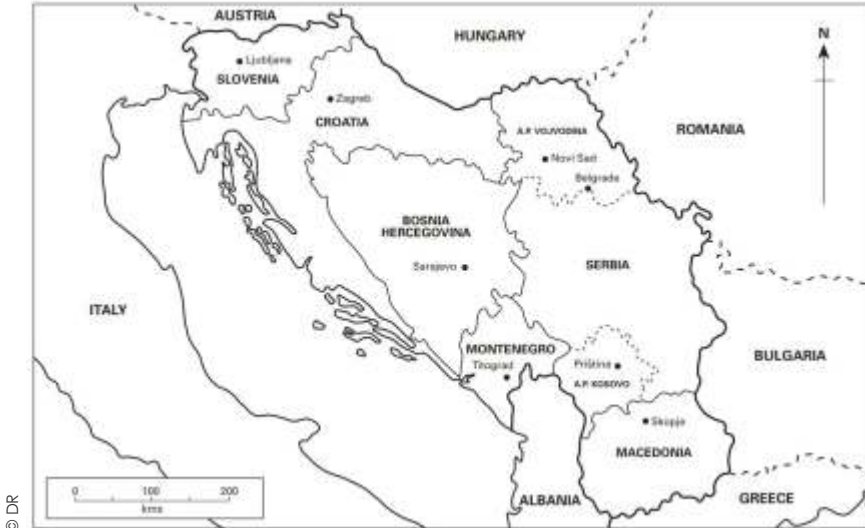 AUSTRIA
HUNGARY
N
Ljubljana
SLOVENIA
Zagreb
CROATIA
A.P. VOJVODINA
ROMANIA
Novi Sad
Belgrade
BOSNIA
HERCEGOVINA
Sarajevo
SERBIA
ITALY
MONTENEGRO
Titograd
Priština
A.P. KOSOVO
BULGARIA
Skopje
MACEDONIA
0 100 200
kms
ALBANIA
GREECE
© DR